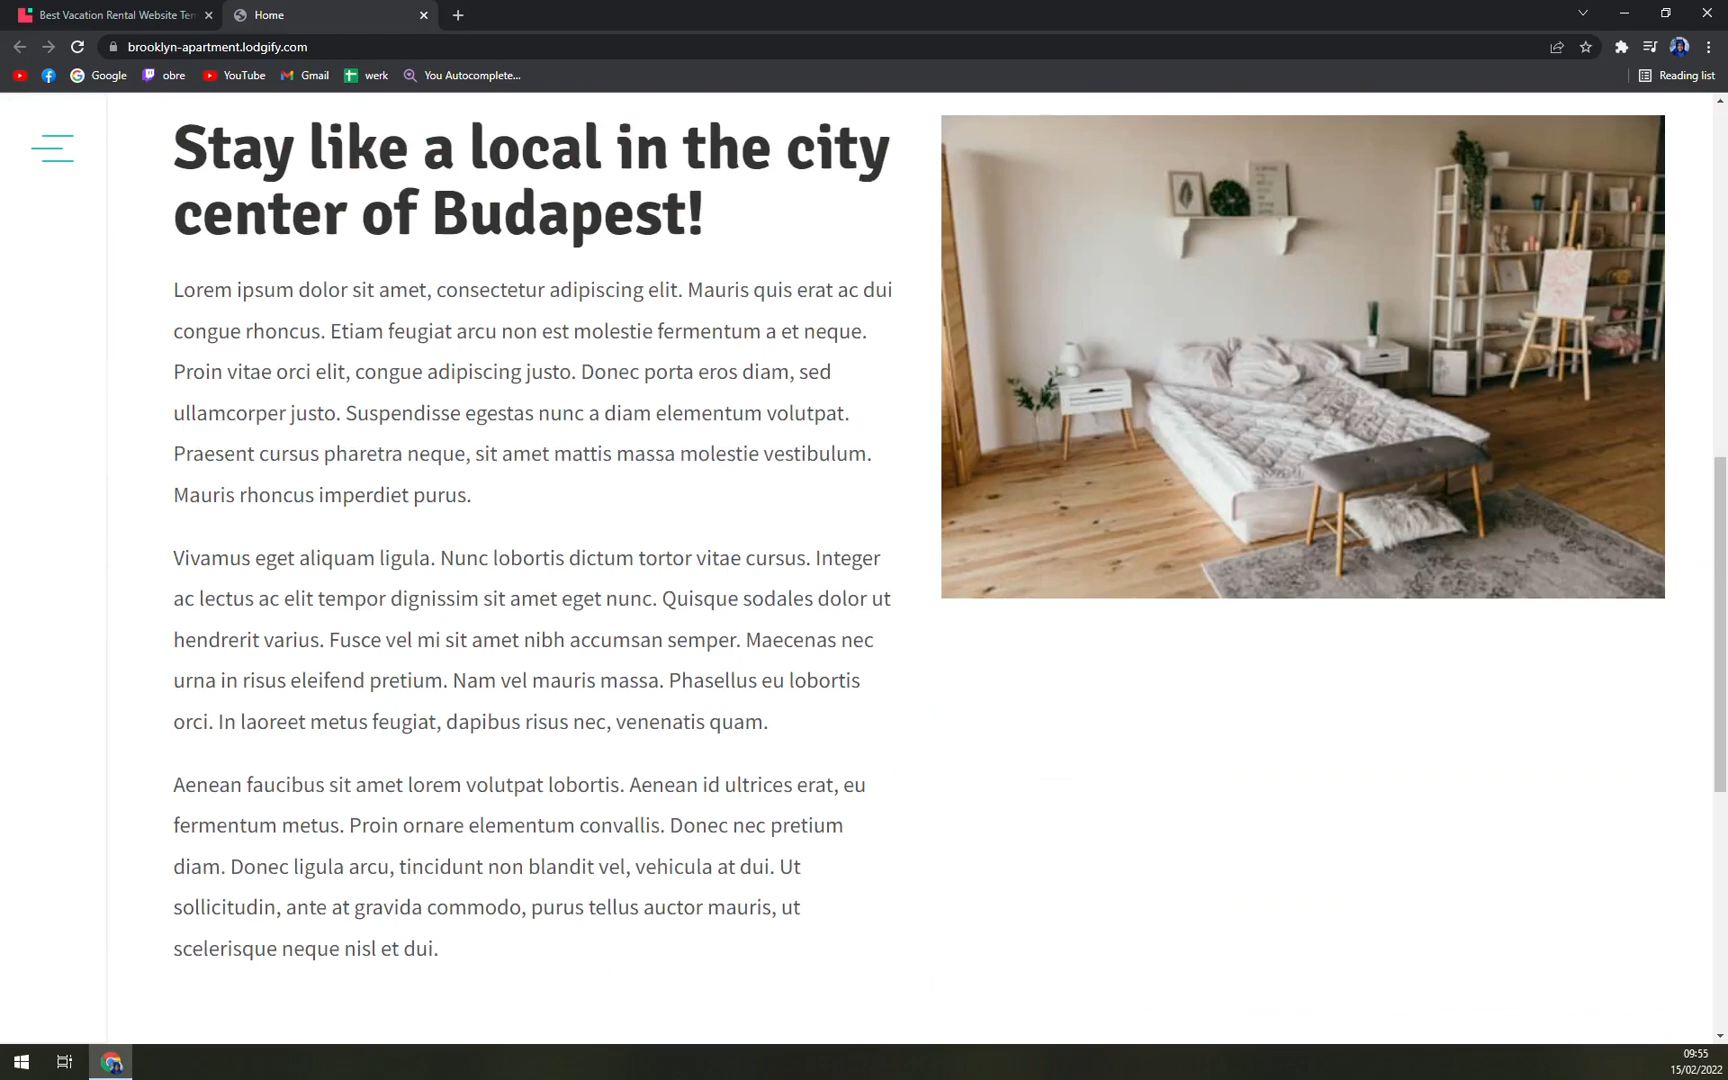 Best Vacation Rental Website Ten
Home
brooklyn-apartment.lodgify.com
Google
obre
YouTube
Gmail
werk
You Autocomplete...
Reading list
Stay like a local in the city
center of Budapest!
Lorem ipsum dolor sit amet, consectetur adipiscing elit. Mauris quis erat ac dui
congue rhoncus. Etiam feugiat arcu non est molestie fermentum a et neque.
Proin vitae orci elit, congue adipiscing justo. Donec porta eros diam, sed
ullamcorper justo. Suspendisse egestas nunc a diam elementum volutpat.
Praesent cursus pharetra neque, sit amet mattis massa molestie vestibulum.
Mauris rhoncus imperdiet purus.
Vivamus eget aliquam ligula. Nunc lobortis dictum tortor vitae cursus. Integer
ac lectus ac elit tempor dignissim sit amet eget nunc. Quisque sodales dolor ut
hendrerit varius. Fusce vel mi sit amet nibh accumsan semper. Maecenas nec
urna in risus eleifend pretium. Nam vel mauris massa. Phasellus eu lobortis
orci. In laoreet metus feugiat, dapibus risus nec, venenatis quam.
Aenean faucibus sit amet lorem volutpat lobortis. Aenean id ultrices erat, eu
fermentum metus. Proin ornare elementum convallis. Donec nec pretium
diam. Donec ligula arcu, tincidunt non blandit vel, vehicula at dui. Ut
sollicitudin, ante at gravida commodo, purus tellus auctor mauris, ut
scelerisque neque nisl et dui.
09:55
15/02/2022